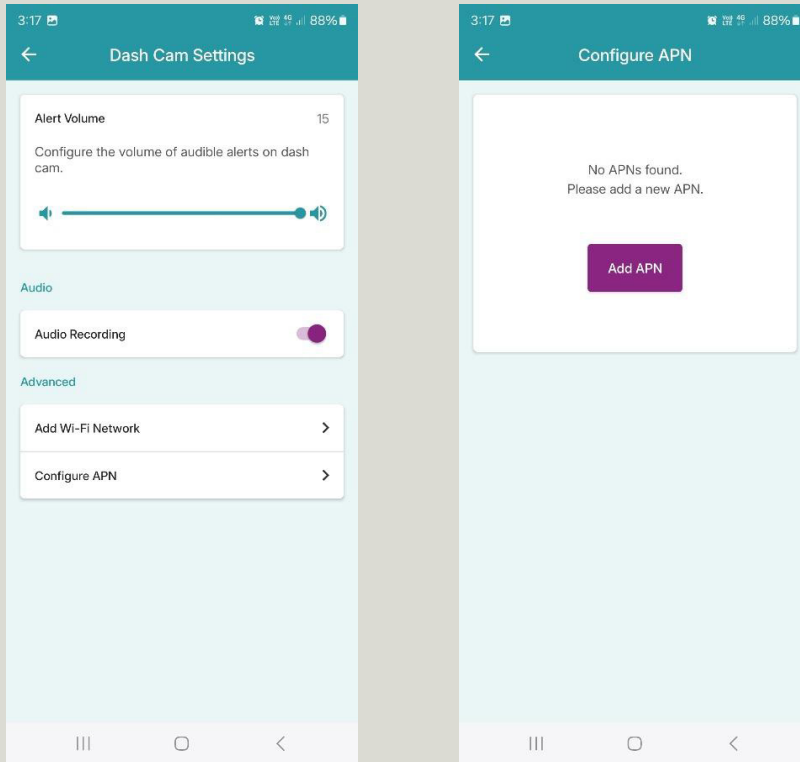 3:17 88%
Dash Cam Settings
Alert Volume 15
Configure the volume of audible alerts on dash
cam.
Audio
Audio Recording
Advanced
Add Wi-Fi Network
Configure APN
3:17 88%
Configure APN
No APNs found.
Please add a new APN.
Add APN